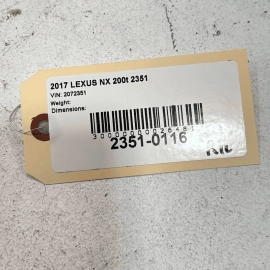 2017 LEXUS NX 200t 2351
VIN: 2072351
Weight:
Dimensions:
2351-0116